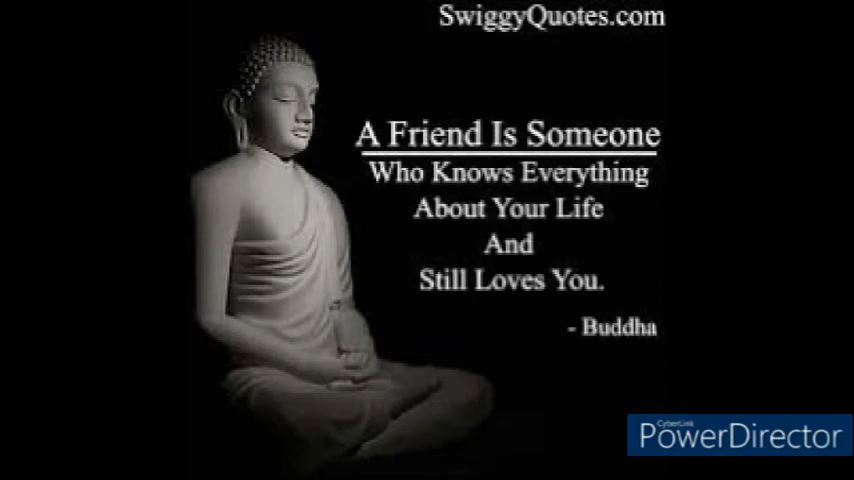 SwiggyQuotes.com
A Friend Is Someone
Who Knows Everything
About Your Life
And
Still Loves You.
- Buddha
CyberLink
PowerDirector